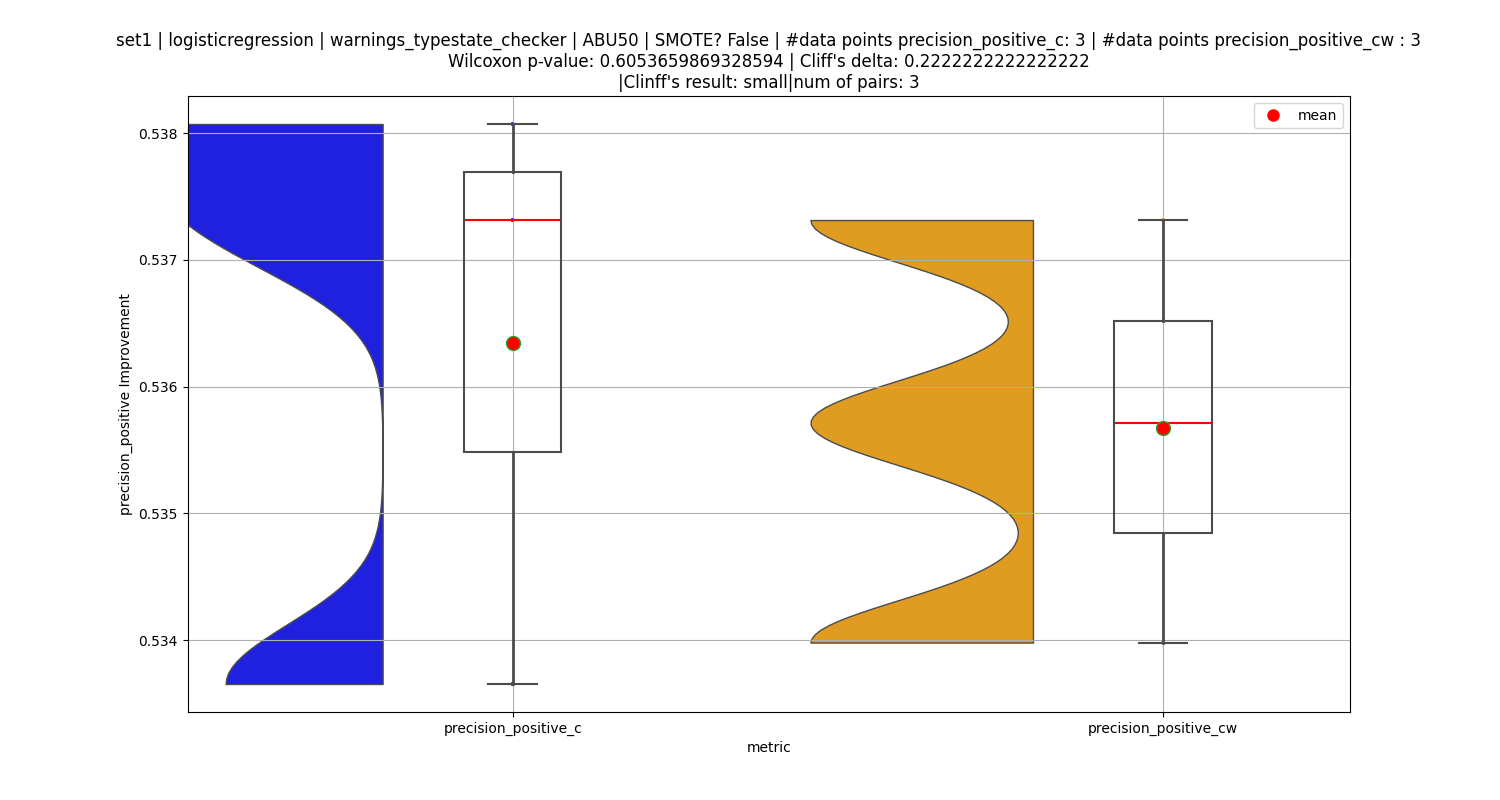 set1 | logisticregression | warnings_typestate_checker | ABU50 | SMOTE? False | #data points precision_positive_c: 3 | #data points precision_positive_cw : 3
Wilcoxon p-value: 0.6053659869328594 | Cliff's delta: 0.2222222222222222
|Clinff's result: small|num of pairs: 3
mean
0.538
0.537
0.536
0.535
0.534
precision_positive Improvement
precision_positive_c
precision_positive_cw
metric